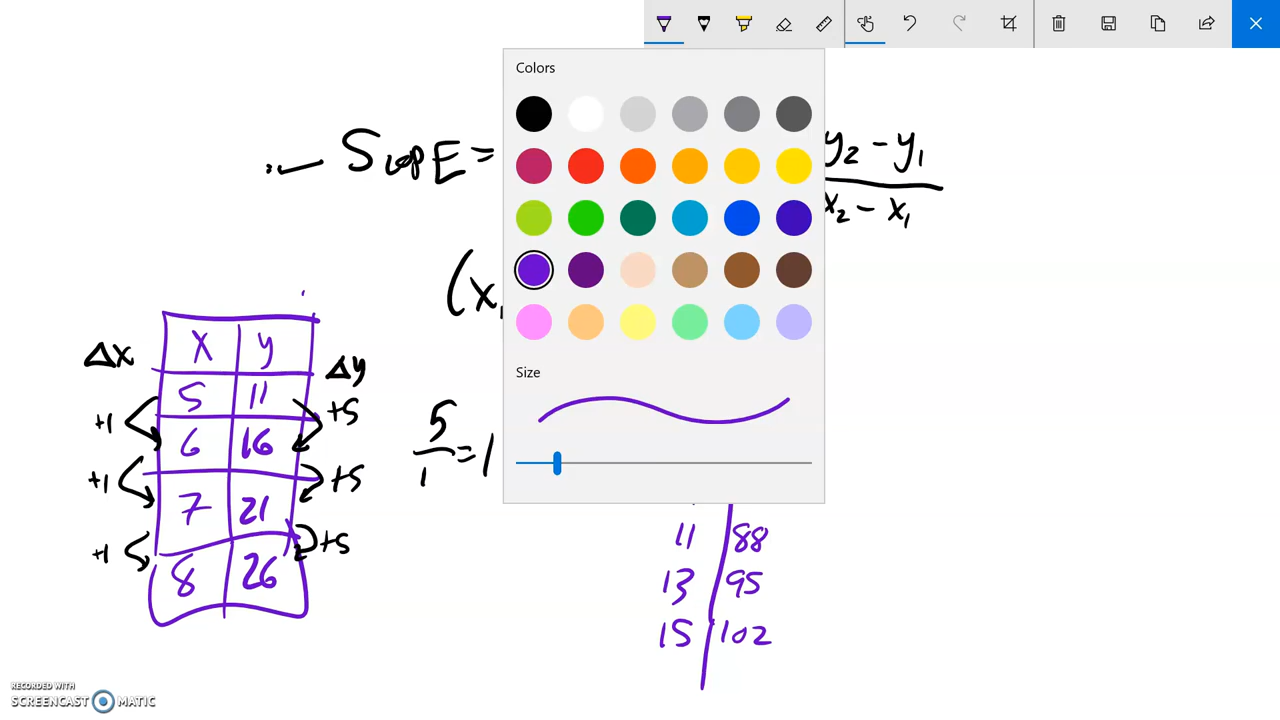 Colors
SlopE =
y2 - y1
x2 - x1
(x1
Size
Δx
x y
Δy
5 11
+1 +5
6 16
+1 +5
7 21
+1 +5
8 26
5/1 = 1
11 88
13 95
15 102
RECORDED WITH
SCREENCAST MATIC